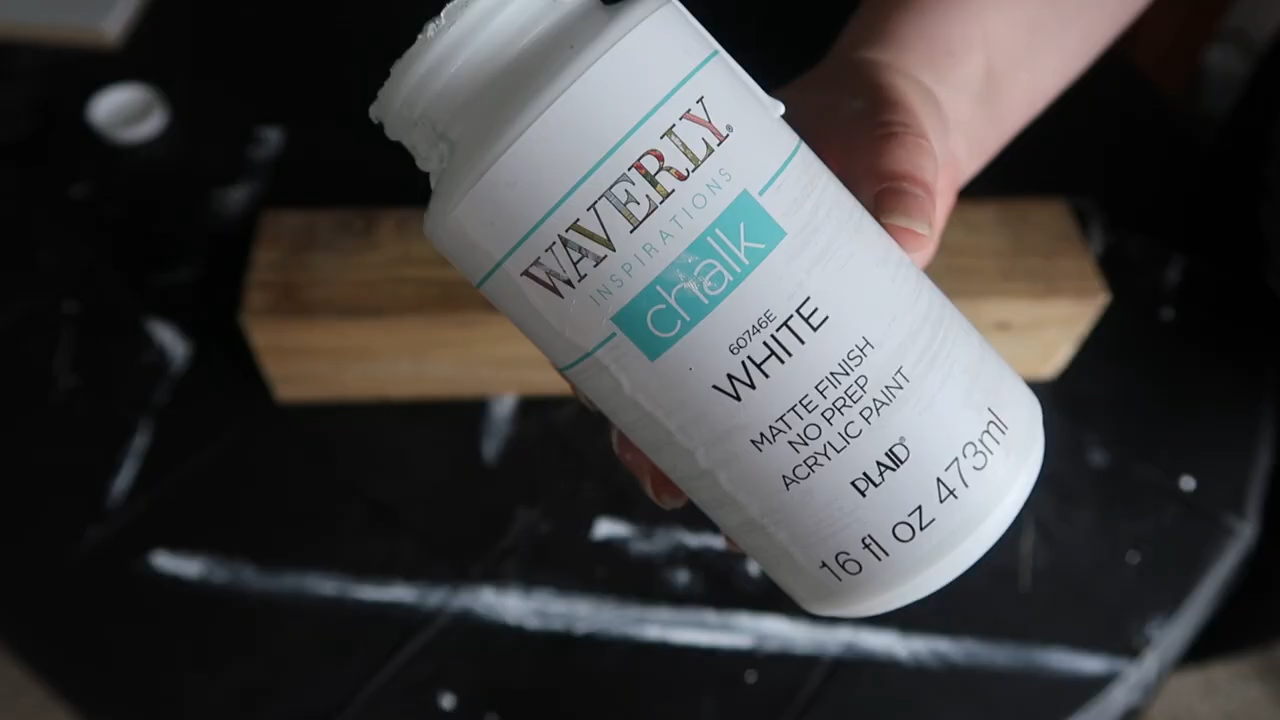 WAVERLY®
INSPIRATIONS
chalk
60746E
WHITE
MATTE FINISH
NO PREP
ACRYLIC PAINT
PLAID®
16 fl oz 473ml